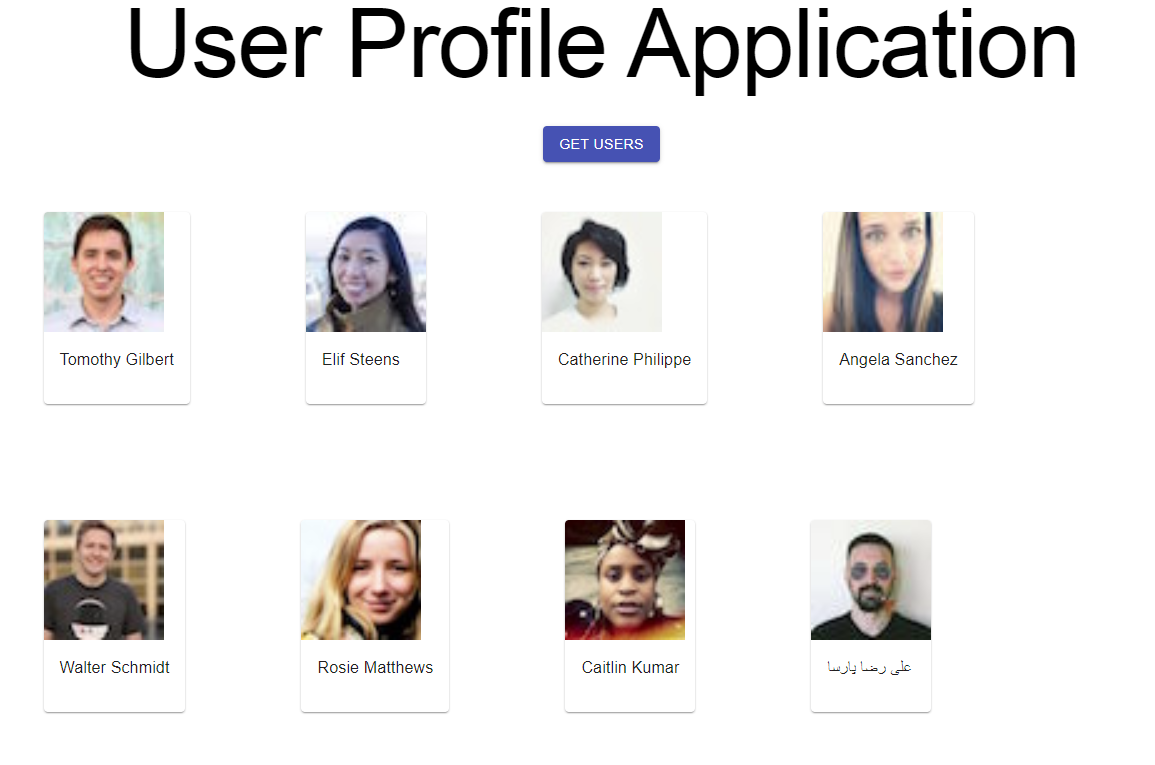 User Profile Application
GET USERS
Tomothy Gilbert
Elif Steens
Catherine Philippe
Angela Sanchez
Walter Schmidt
Rosie Matthews
Caitlin Kumar
علی رضا پارسا